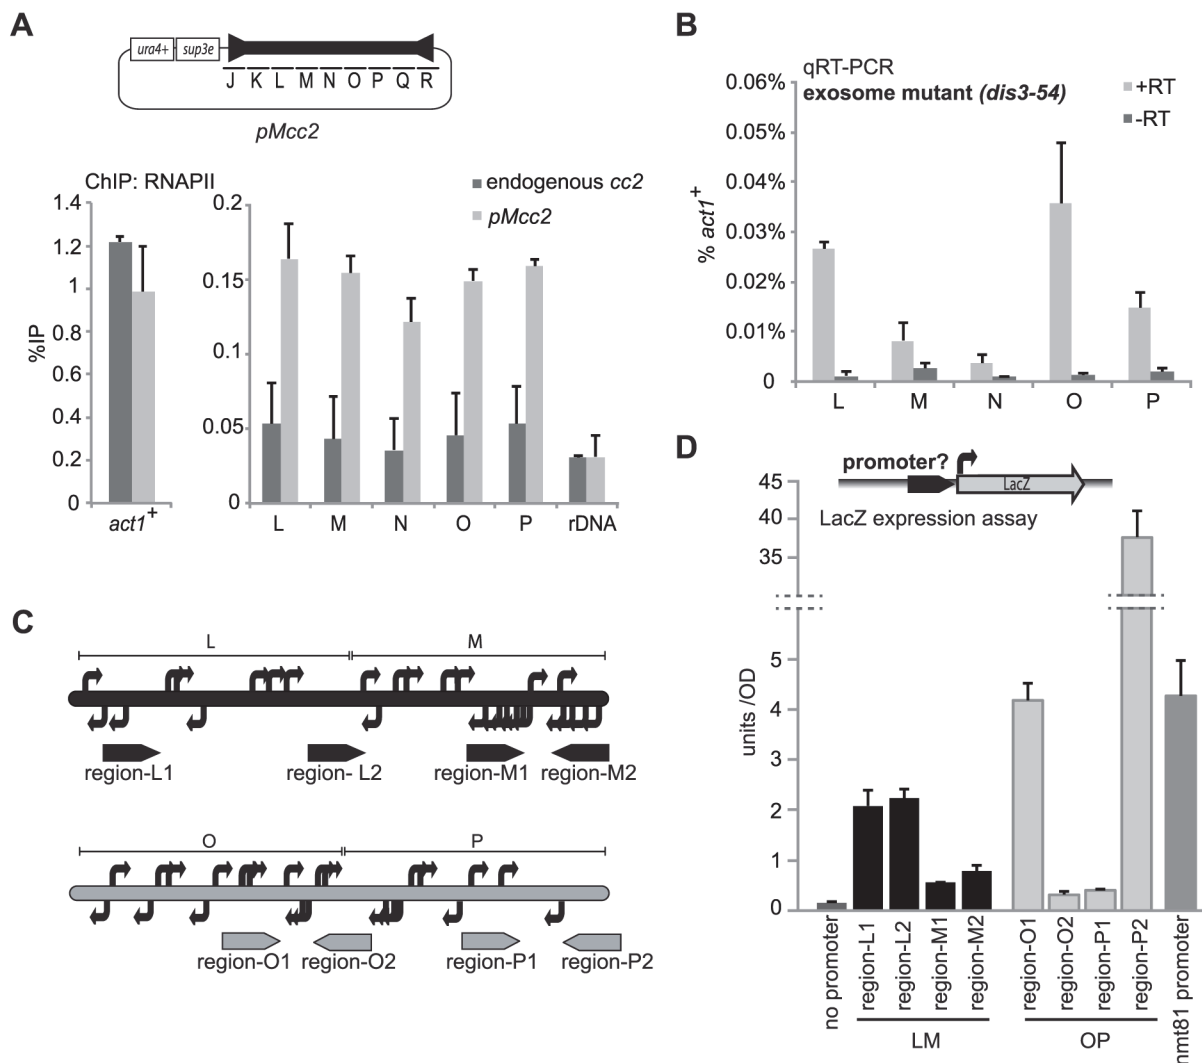 A
ura4+ sup3e
J K L M N O P Q R
pMcc2
ChIP: RNAPII
endogenous cc2
pMcc2
%IP
1.4
1.2
1
0.8
0.6
0.4
0.2
0
act1+
0.2
0.15
0.1
0.05
0
L M N O P rDNA
B
qRT-PCR
exosome mutant (dis3-54)
+RT
-RT
% act1+
0.06%
0.05%
0.04%
0.03%
0.02%
0.01%
0
L M N O P
C
L M
region-L1 region- L2 region-M1 region-M2
O P
region-O1 region-O2 region-P1 region-P2
D
promoter?
LacZ
LacZ expression assay
units /OD
45
40
35
5
4
3
2
1
0
no promoter
region-L1
region-L2
region-M1
region-M2
region-O1
region-O2
region-P1
region-P2
nmt81 promoter
LM OP